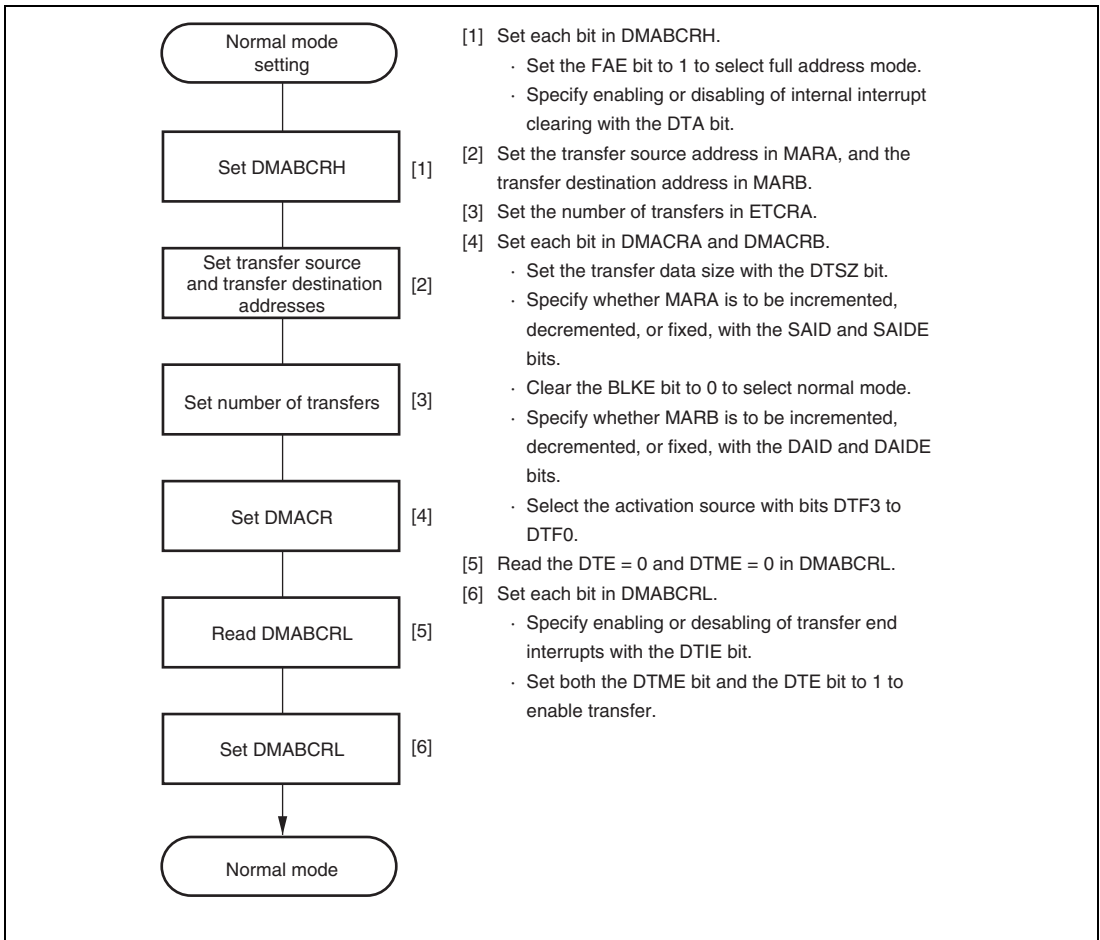 Normal mode
setting
Set DMABCRH
[1]
Set transfer source
and transfer destination
addresses
[2]
Set number of transfers
[3]
Set DMACR
[4]
Read DMABCRL
[5]
Set DMABCRL
[6]
Normal mode
[1] Set each bit in DMABCRH.
· Set the FAE bit to 1 to select full address mode.
· Specify enabling or disabling of internal interrupt
clearing with the DTA bit.
[2] Set the transfer source address in MARA, and the
transfer destination address in MARB.
[3] Set the number of transfers in ETCRA.
[4] Set each bit in DMACRA and DMACRB.
· Set the transfer data size with the DTSZ bit.
· Specify whether MARA is to be incremented,
decremented, or fixed, with the SAID and SAIDE
bits.
· Clear the BLKE bit to 0 to select normal mode.
· Specify whether MARB is to be incremented,
decremented, or fixed, with the DAID and DAIDE
bits.
· Select the activation source with bits DTF3 to
DTF0.
[5] Read the DTE = 0 and DTME = 0 in DMABCRL.
[6] Set each bit in DMABCRL.
· Specify enabling or desabling of transfer end
interrupts with the DTIE bit.
· Set both the DTME bit and the DTE bit to 1 to
enable transfer.